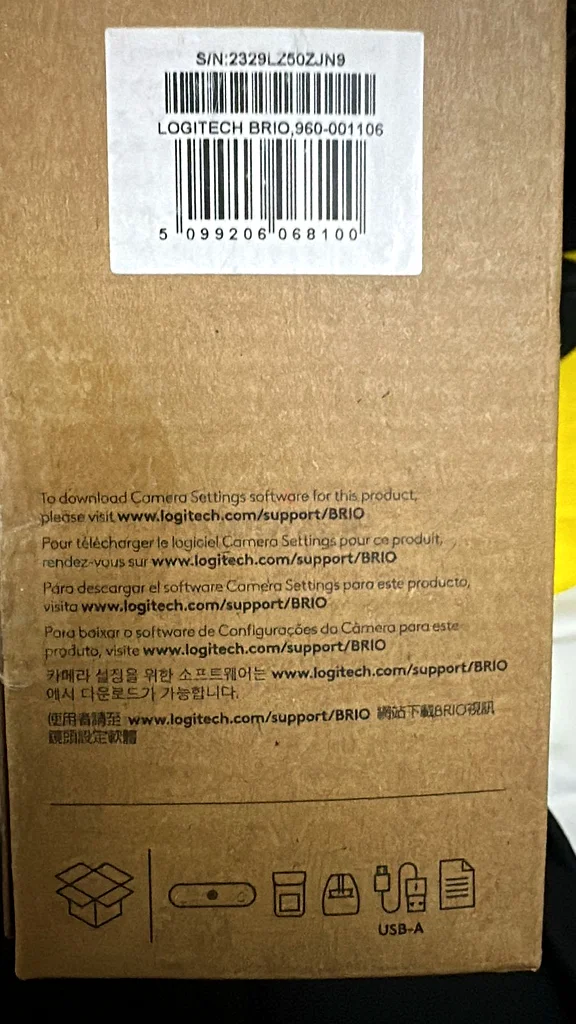 S/N:2329LZ50ZJN9
LOGITECH BRIO,960-001106
5 099206 068100
To download Camera Settings software for this product,
please visit www.logitech.com/support/BRIO
Pour télécharger le logiciel Camera Settings pour ce produit,
rendez-vous sur www.logitech.com/support/BRIO
Para descargar el software Camera Settings para este producto,
visita www.logitech.com/support/BRIO
Para baixar o software de Configurações da Câmera para este
produto, visite www.logitech.com/support/BRIO
카메라 설정을 위한 소프트웨어는 www.logitech.com/support/BRIO
에서 다운로드가 가능합니다.
使用者請至 www.logitech.com/support/BRIO 網站下載BRIO視訊
鏡頭設定軟體
USB-A